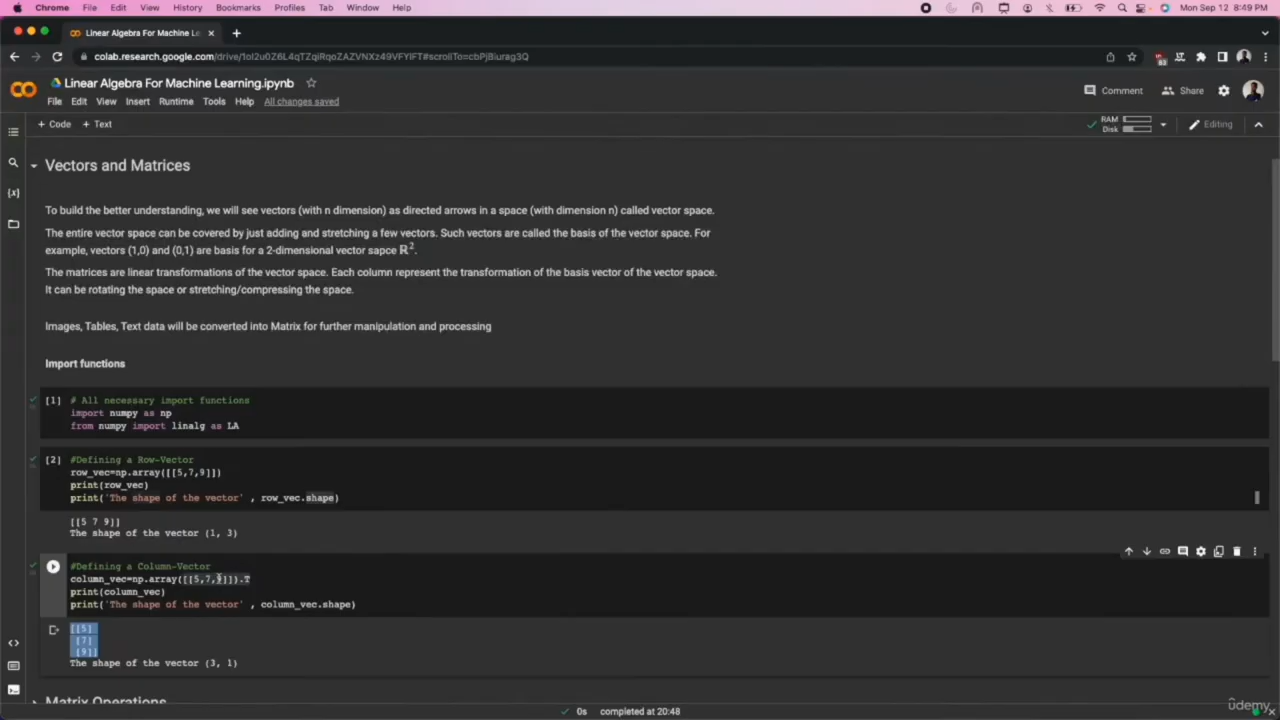 Chrome File Edit View History Bookmarks Profiles Tab Window Help Mon Sep 12 8:49 PM
Linear Algebra For Machine Le
colab.research.google.com/drive/1oI2u0Z6L4qTZqiRqoZAZVNXz49VFYIFT#scrollTo=cbPjBiurag3Q
Linear Algebra For Machine Learning.ipynb
File Edit View Insert Runtime Tools Help All changes saved
Comment Share
+ Code + Text
RAM
Disk
Editing
Vectors and Matrices
To build the better understanding, we will see vectors (with n dimension) as directed arrows in a space (with dimension n) called vector space.
The entire vector space can be covered by just adding and stretching a few vectors. Such vectors are called the basis of the vector space. For
example, vectors (1,0) and (0,1) are basis for a 2-dimensional vector sapce ℝ².
The matrices are linear transformations of the vector space. Each column represent the transformation of the basis vector of the vector space.
It can be rotating the space or stretching/compressing the space.
Images, Tables, Text data will be converted into Matrix for further manipulation and processing
Import functions
[1] # All necessary import functions
import numpy as np
from numpy import linalg as LA
[2] #Defining a Row-Vector
row_vec=np.array([[5,7,9]])
print(row_vec)
print('The shape of the vector' , row_vec.shape)
[[5 7 9]]
The shape of the vector (1, 3)
#Defining a Column-Vector
column_vec=np.array([[5,7,9]]).T
print(column_vec)
print('The shape of the vector' , column_vec.shape)
[[5]
[7]
[9]]
The shape of the vector (3, 1)
Matrix Operations
0s completed at 20:48
ûdemy